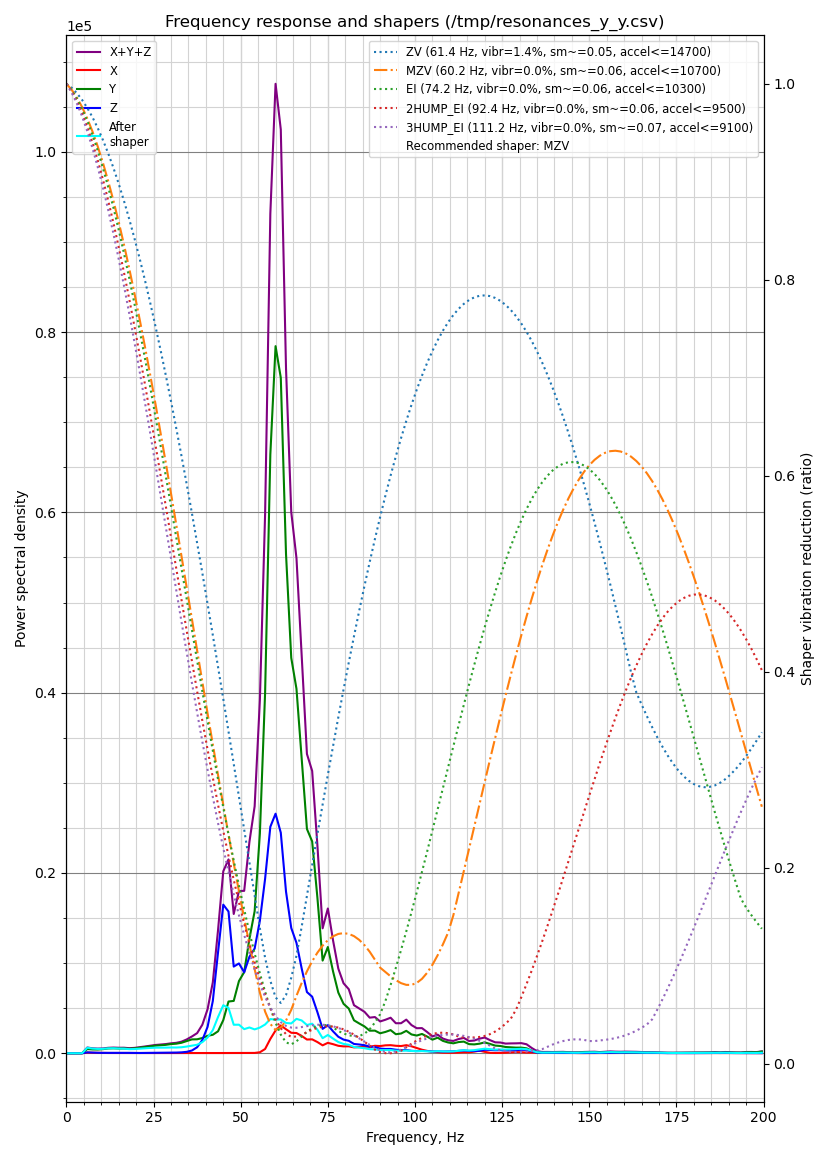 Frequency response and shapers (/tmp/resonances_y_y.csv)
1e5
X+Y+Z
X
Y
Z
After
shaper
ZV (61.4 Hz, vibr=1.4%, sm~=0.05, accel<=14700)
MZV (60.2 Hz, vibr=0.0%, sm~=0.06, accel<=10700)
EI (74.2 Hz, vibr=0.0%, sm~=0.06, accel<=10300)
2HUMP_EI (92.4 Hz, vibr=0.0%, sm~=0.06, accel<=9500)
3HUMP_EI (111.2 Hz, vibr=0.0%, sm~=0.07, accel<=9100)
Recommended shaper: MZV
Power spectral density
1.0
0.8
0.6
0.4
0.2
0.0
1.0
0.8
0.6
0.4
0.2
0.0
Shaper vibration reduction (ratio)
0
25
50
75
100
125
150
175
200
Frequency, Hz